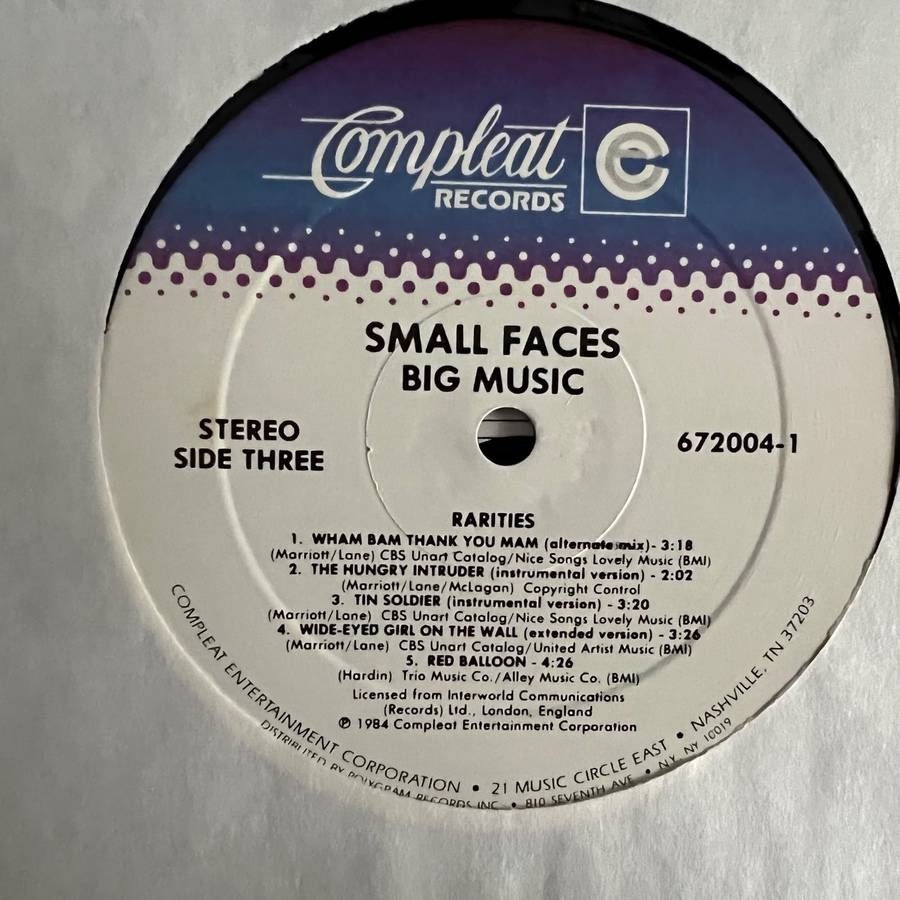 Compleat
RECORDS
SMALL FACES
BIG MUSIC
STEREO
SIDE THREE
672004-1
RARITIES
1. WHAM BAM THANK YOU MAM (alternate mix)- 3:18
(Marriott/Lane) CBS Unart Catalog/Nice Songs Lovely Music (BMI)
2. THE HUNGRY INTRUDER (instrumental version) - 2:02
(Marriott/Lane/McLagan) Copyright Control
3. TIN SOLDIER (instrumental version) - 3:20
(Marriott/Lane) CBS Unart Catalog/Nice Songs Lovely Music (BMI)
4. WIDE-EYED GIRL ON THE WALL (extended version) - 3:26
(Marriott/Lane) CBS Unart Catalog/United Artist Music (BMI)
5. RED BALLOON - 4:26
(Hardin) Trio Music Co./Alley Music Co. (BMI)
Licensed from Interworld Communications
(Records) Ltd., London, England
℗ 1984 Compleat Entertainment Corporation
COMPLEAT ENTERTAINMENT CORPORATION • 21 MUSIC CIRCLE EAST • NASHVILLE, TN 37203
DISTRIBUTED BY POLYGRAM RECORDS INC. • 810 SEVENTH AVE. • N.Y. NY 10019